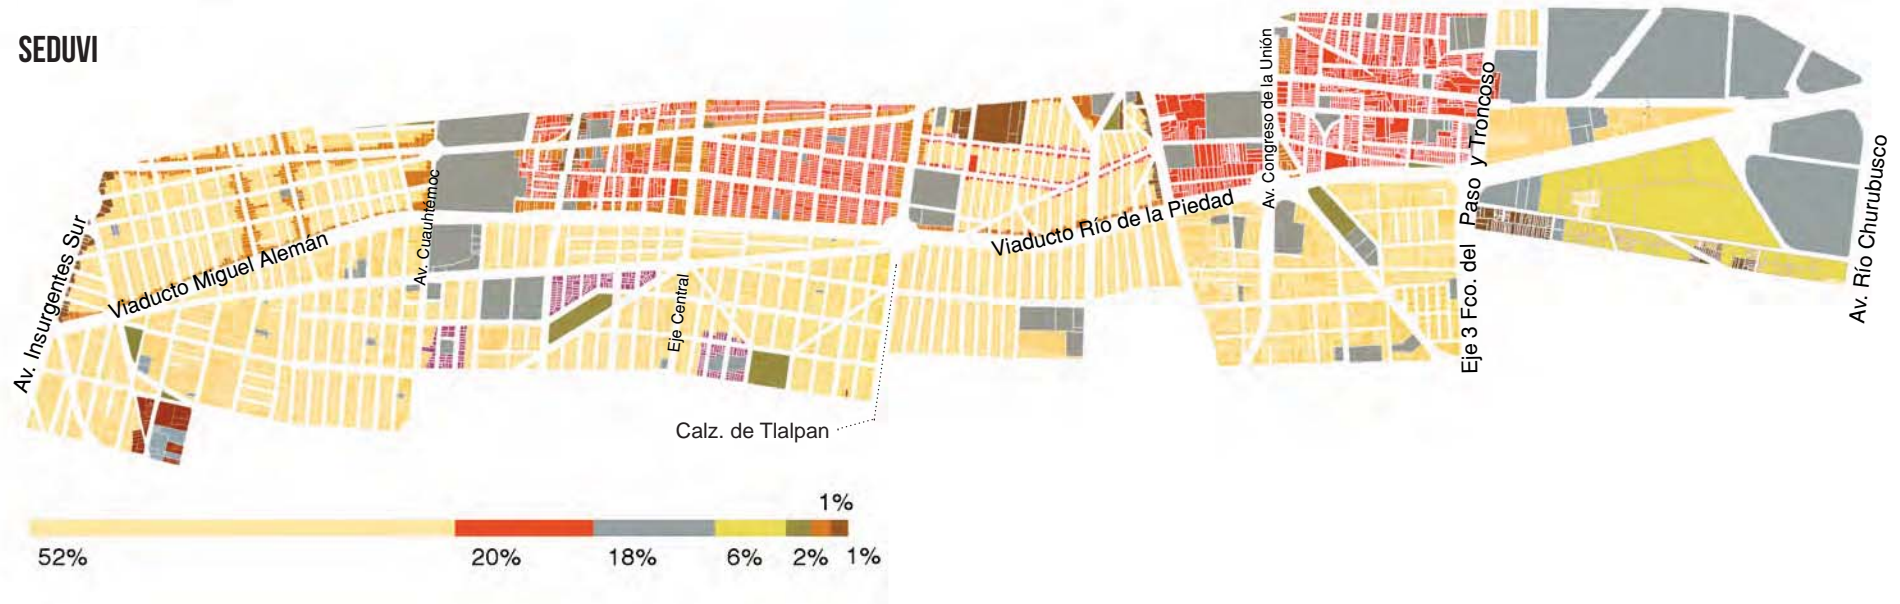 SEDUVI
Av. Insurgentes Sur
Viaducto Miguel Alemán
Av. Cuauhtémoc
Eje Central
Calz. de Tlalpan
Viaducto Río de la Piedad
Av. Congreso de la Unión
Eje 3 Fco. del Paso y Troncoso
Av. Río Churubusco
1%
52% 20% 18% 6% 2% 1%